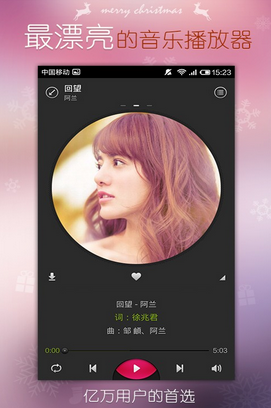 merry christmas
最漂亮的音乐播放器
中国移动 15:23
回望
阿兰
回望 - 阿兰
词：徐兆君
曲：邹頔、阿兰
0:00 5:03
亿万用户的首选